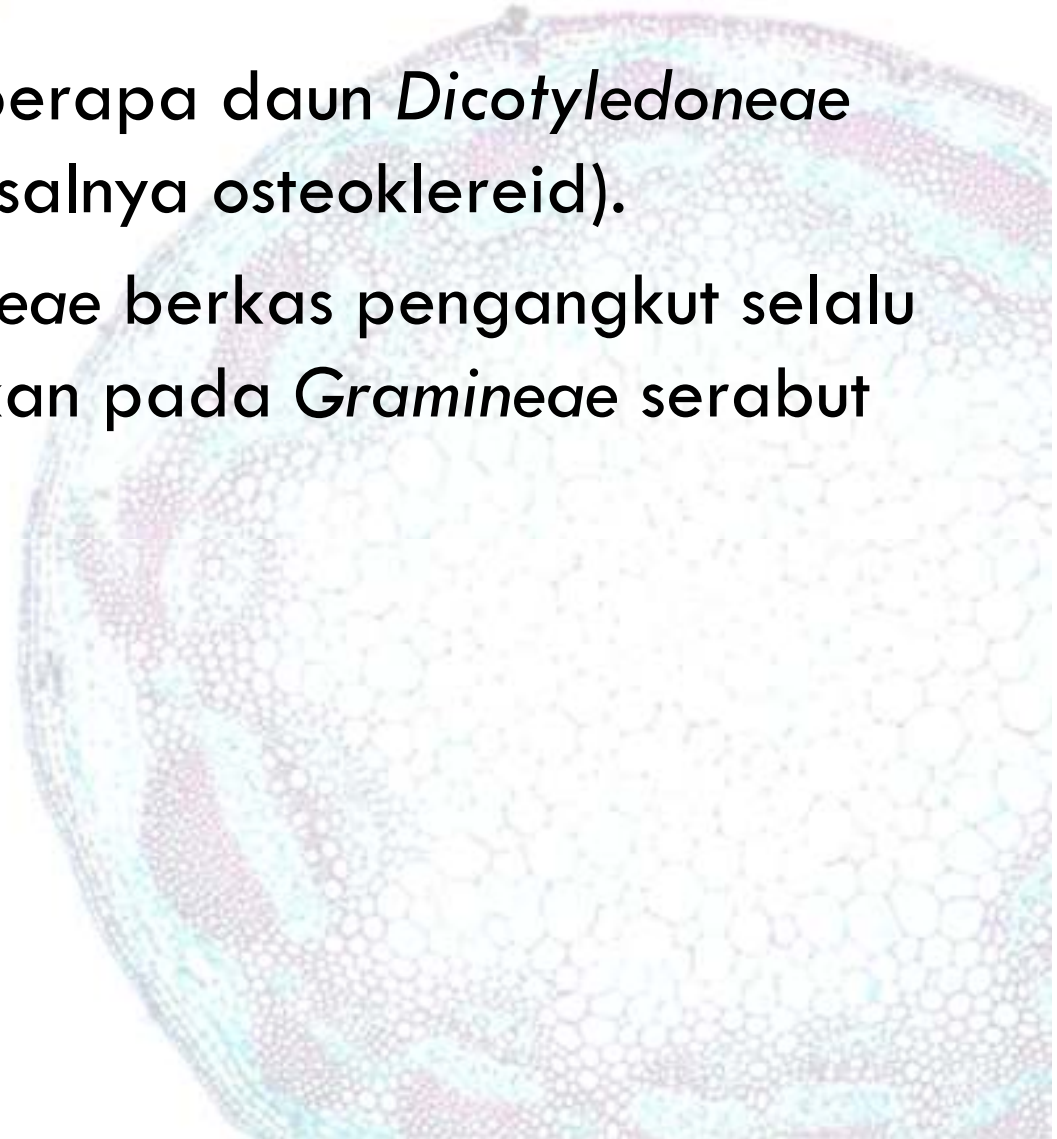 berapa daun Dicotyledoneae
salnya osteoklereid).
eae berkas pengangkut selalu
kan pada Gramineae serabut